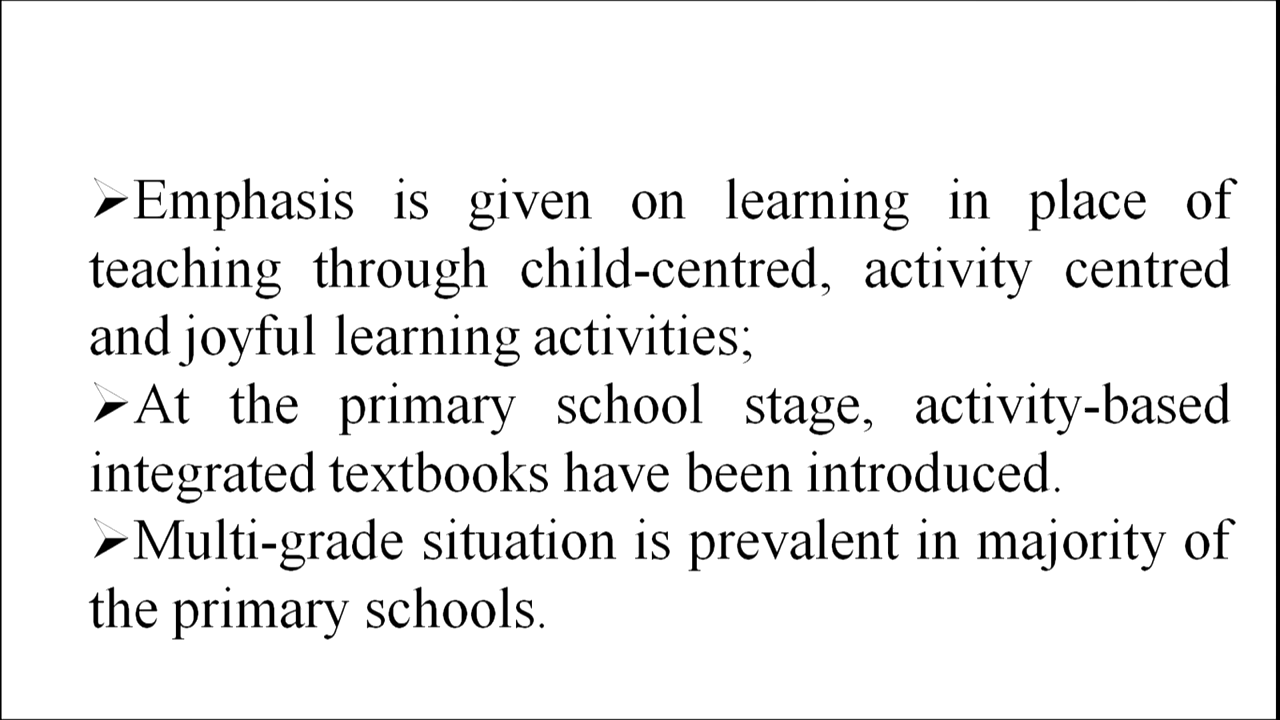 ➢Emphasis is given on learning in place of
teaching through child-centred, activity centred
and joyful learning activities;
➢At the primary school stage, activity-based
integrated textbooks have been introduced.
➢Multi-grade situation is prevalent in majority of
the primary schools.